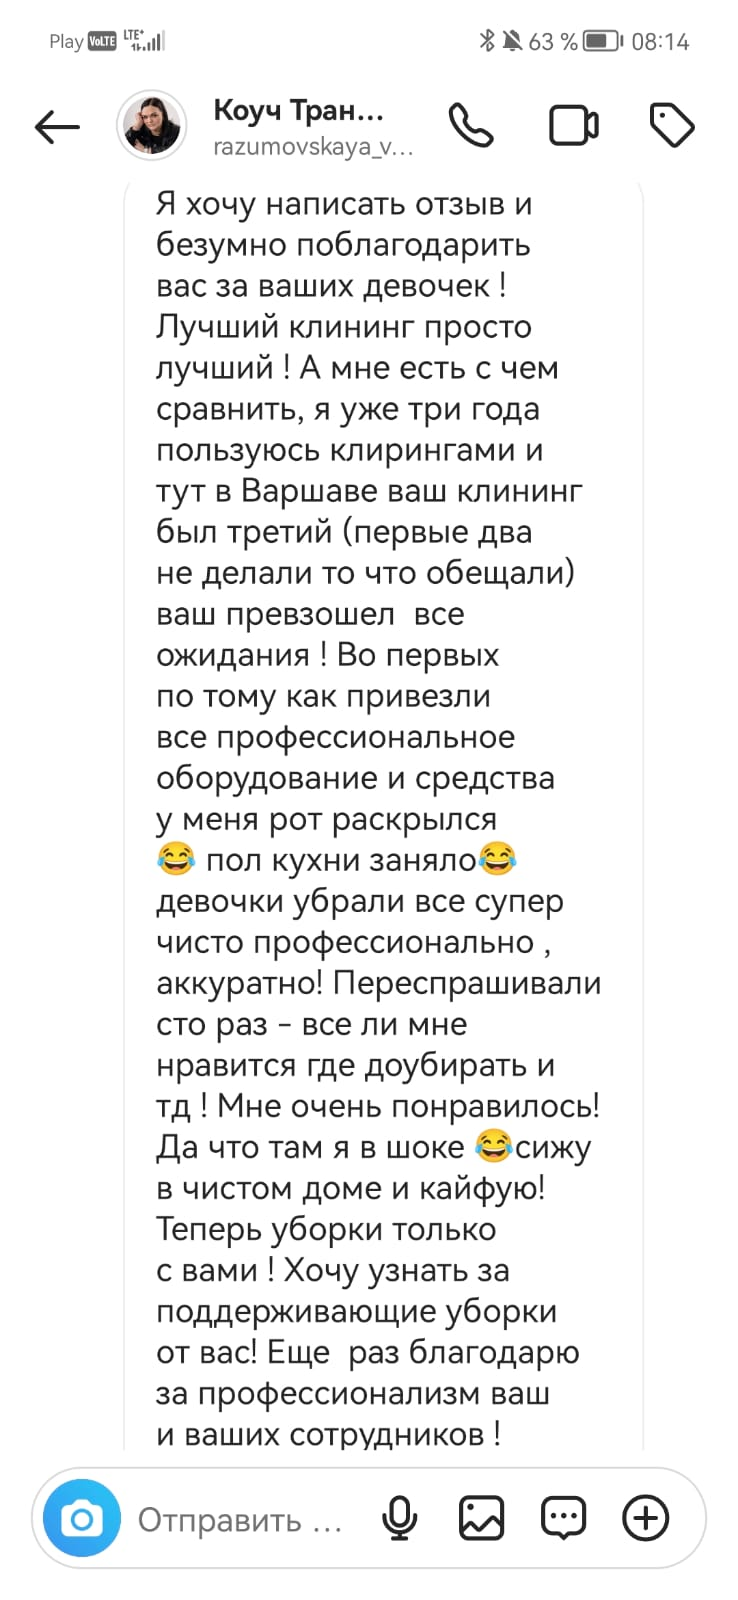 Play VoLTE LTE+ 63 % 08:14
Коуч Тран...
razumovskaya_v...
Я хочу написать отзыв и
безумно поблагодарить
вас за ваших девочек !
Лучший клининг просто
лучший ! А мне есть с чем
сравнить, я уже три года
пользуюсь клирингами и
тут в Варшаве ваш клининг
был третий (первые два
не делали то что обещали)
ваш превзошел  все
ожидания ! Во первых
по тому как привезли
все профессиональное
оборудование и средства
у меня рот раскрылся
😂 пол кухни заняло😂
девочки убрали все супер
чисто профессионально ,
аккуратно! Переспрашивали
сто раз - все ли мне
нравится где доубирать и
тд ! Мне очень понравилось!
Да что там я в шоке 😂сижу
в чистом доме и кайфую!
Теперь уборки только
с вами ! Хочу узнать за
поддерживающие уборки
от вас! Еще  раз благодарю
за профессионализм ваш
и ваших сотрудников !
Отправить ...